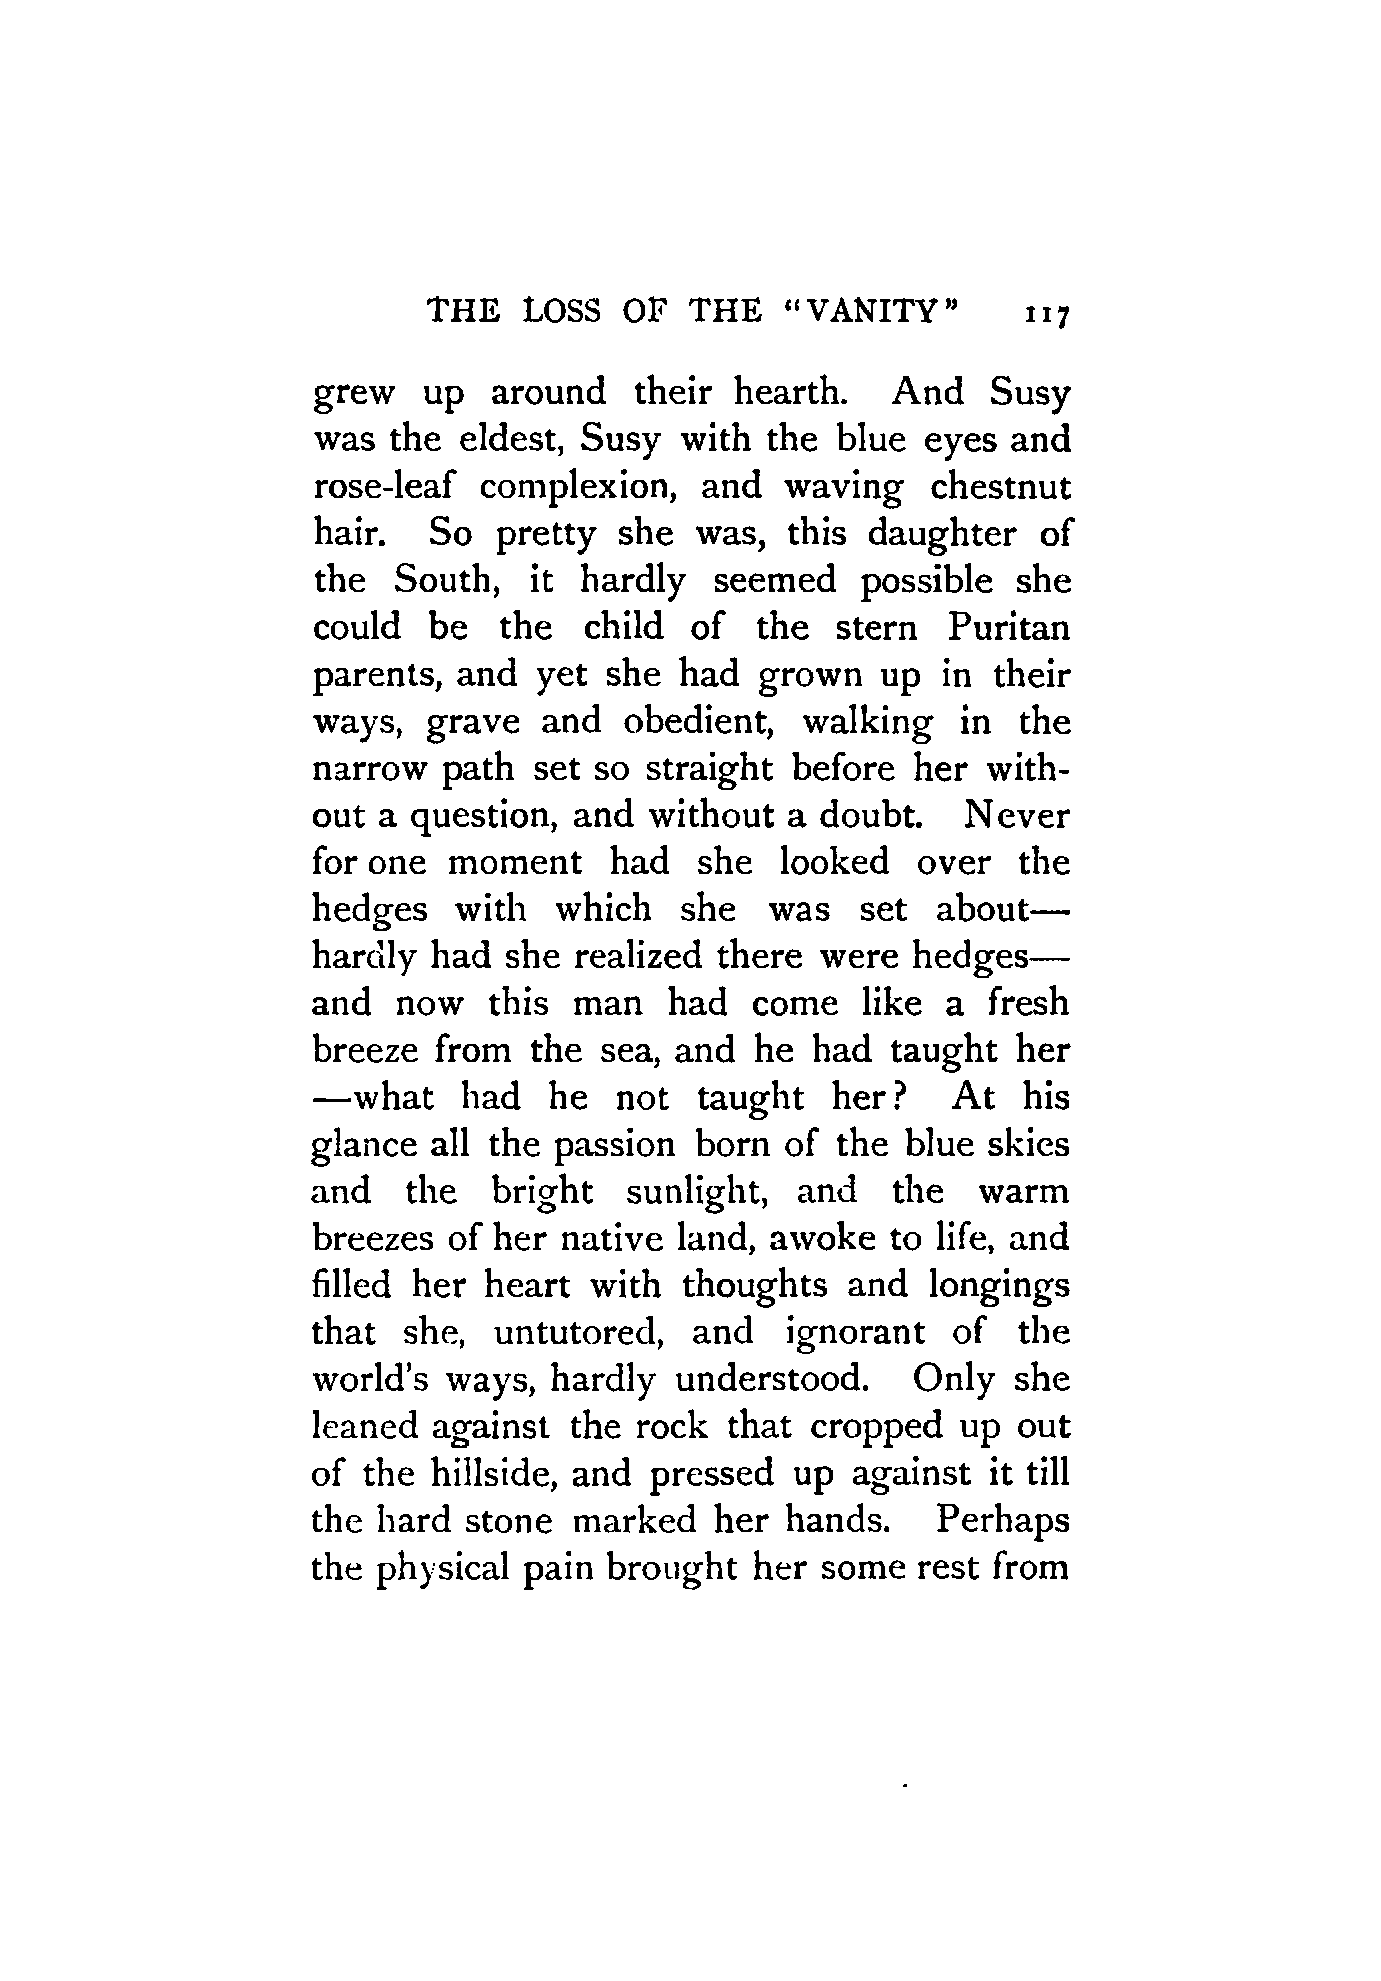 THE LOSS OF THE "VANITY" 117
grew up around their hearth. And Susy
was the eldest, Susy with the blue eyes and
rose-leaf complexion, and waving chestnut
hair. So pretty she was, this daughter of
the South, it hardly seemed possible she
could be the child of the stern Puritan
parents, and yet she had grown up in their
ways, grave and obedient, walking in the
narrow path set so straight before her with-
out a question, and without a doubt. Never
for one moment had she looked over the
hedges with which she was set about—
hardly had she realized there were hedges—
and now this man had come like a fresh
breeze from the sea, and he had taught her
—what had he not taught her? At his
glance all the passion born of the blue skies
and the bright sunlight, and the warm
breezes of her native land, awoke to life, and
filled her heart with thoughts and longings
that she, untutored, and ignorant of the
world's ways, hardly understood. Only she
leaned against the rock that cropped up out
of the hillside, and pressed up against it till
the hard stone marked her hands. Perhaps
the physical pain brought her some rest from